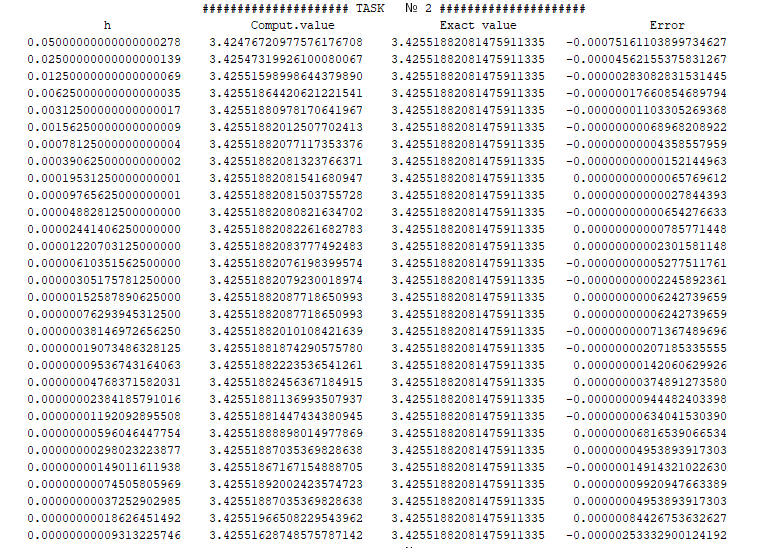 ##################### TASK № 2 #####################
h Comput.value Exact value Error
0.05000000000000000278 3.42476720977576176708 3.42551882081475911335 -0.00075161103899734627
0.02500000000000000139 3.42547319926100080067 3.42551882081475911335 -0.00004562155375831267
0.01250000000000000069 3.42551598998644379890 3.42551882081475911335 -0.00000283082831531445
0.00625000000000000035 3.42551864420621221541 3.42551882081475911335 -0.00000017660854689794
0.00312500000000000017 3.42551880978170641967 3.42551882081475911335 -0.00000001103305269368
0.00156250000000000009 3.42551882012507702413 3.42551882081475911335 -0.00000000068968208922
0.00078125000000000004 3.42551882077117353376 3.42551882081475911335 -0.00000000004358557959
0.00039062500000000002 3.42551882081323766371 3.42551882081475911335 -0.00000000000152144963
0.00019531250000000001 3.42551882081541680947 3.42551882081475911335 0.00000000000065769612
0.00009765625000000001 3.42551882081503755728 3.42551882081475911335 0.00000000000027844393
0.00004882812500000000 3.42551882080821634702 3.42551882081475911335 -0.00000000000654276633
0.00002441406250000000 3.42551882082261682783 3.42551882081475911335 0.00000000000785771448
0.00001220703125000000 3.42551882083777492483 3.42551882081475911335 0.00000000002301581148
0.00000610351562500000 3.42551882076198399574 3.42551882081475911335 -0.00000000005277511761
0.00000305175781250000 3.42551882079230018974 3.42551882081475911335 -0.00000000002245892361
0.00000152587890625000 3.42551882087718650993 3.42551882081475911335 0.00000000006242739659
0.00000076293945312500 3.42551882087718650993 3.42551882081475911335 0.00000000006242739659
0.00000038146972656250 3.42551882010108421639 3.42551882081475911335 -0.00000000071367489696
0.00000019073486328125 3.42551881874290575780 3.42551882081475911335 -0.00000000207185335555
0.00000009536743164063 3.42551882223536541261 3.42551882081475911335 0.00000000142060629926
0.00000004768371582031 3.42551882456367184915 3.42551882081475911335 0.00000000374891273580
0.00000002384185791016 3.42551881136993507937 3.42551882081475911335 -0.00000000944482403398
0.00000001192092895508 3.42551881447434380945 3.42551882081475911335 -0.00000000634041530390
0.00000000596046447754 3.42551888898014977869 3.42551882081475911335 0.00000006816539066534
0.00000000298023223877 3.42551887035369828638 3.42551882081475911335 0.00000004953893917303
0.00000000149011611938 3.42551867167154888705 3.42551882081475911335 -0.00000014914321022630
0.00000000074505805969 3.42551892002423574723 3.42551882081475911335 0.00000009920947663389
0.00000000037252902985 3.42551887035369828638 3.42551882081475911335 0.00000004953893917303
0.00000000018626451492 3.42551966508229543962 3.42551882081475911335 0.00000084426753632627
0.00000000009313225746 3.42551628748575787142 3.42551882081475911335 -0.00000253332900124192